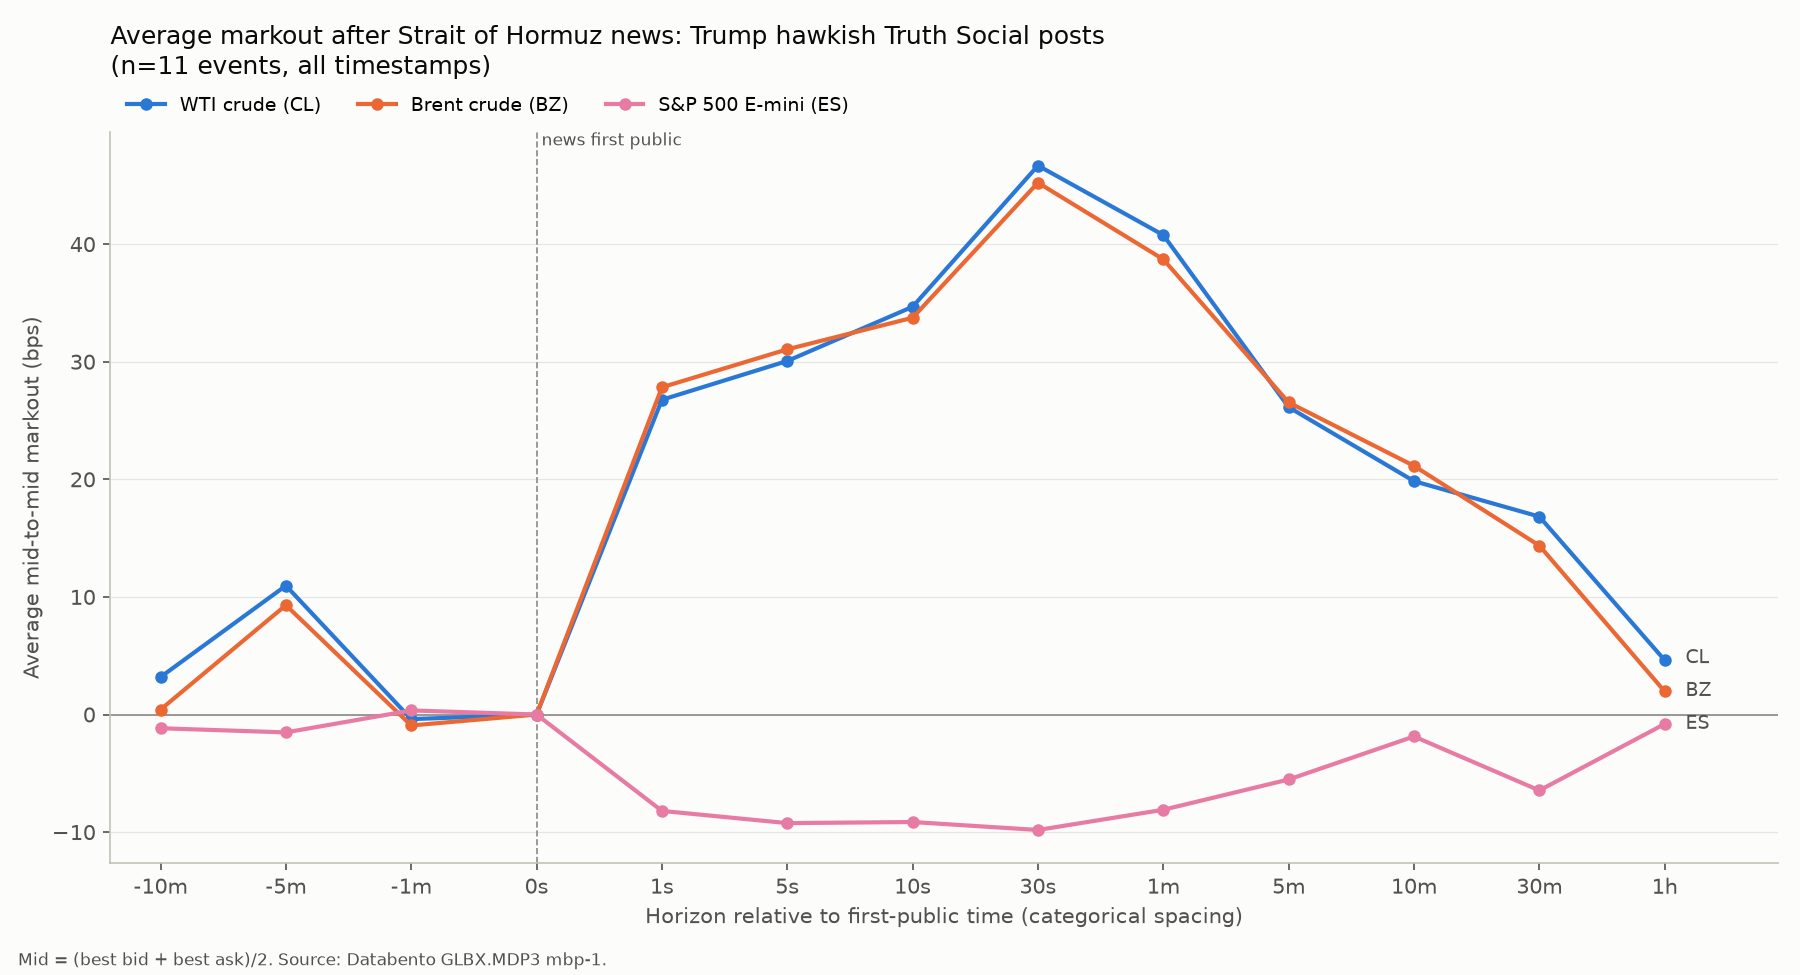 Average markout after Strait of Hormuz news: Trump hawkish Truth Social posts
(n=11 events, all timestamps)
WTI crude (CL) Brent crude (BZ) S&P 500 E-mini (ES)
news first public
Average mid-to-mid markout (bps)
40
30
20
10
0
−10
CL
BZ
ES
-10m -5m -1m 0s 1s 5s 10s 30s 1m 5m 10m 30m 1h
Horizon relative to first-public time (categorical spacing)
Mid = (best bid + best ask)/2. Source: Databento GLBX.MDP3 mbp-1.